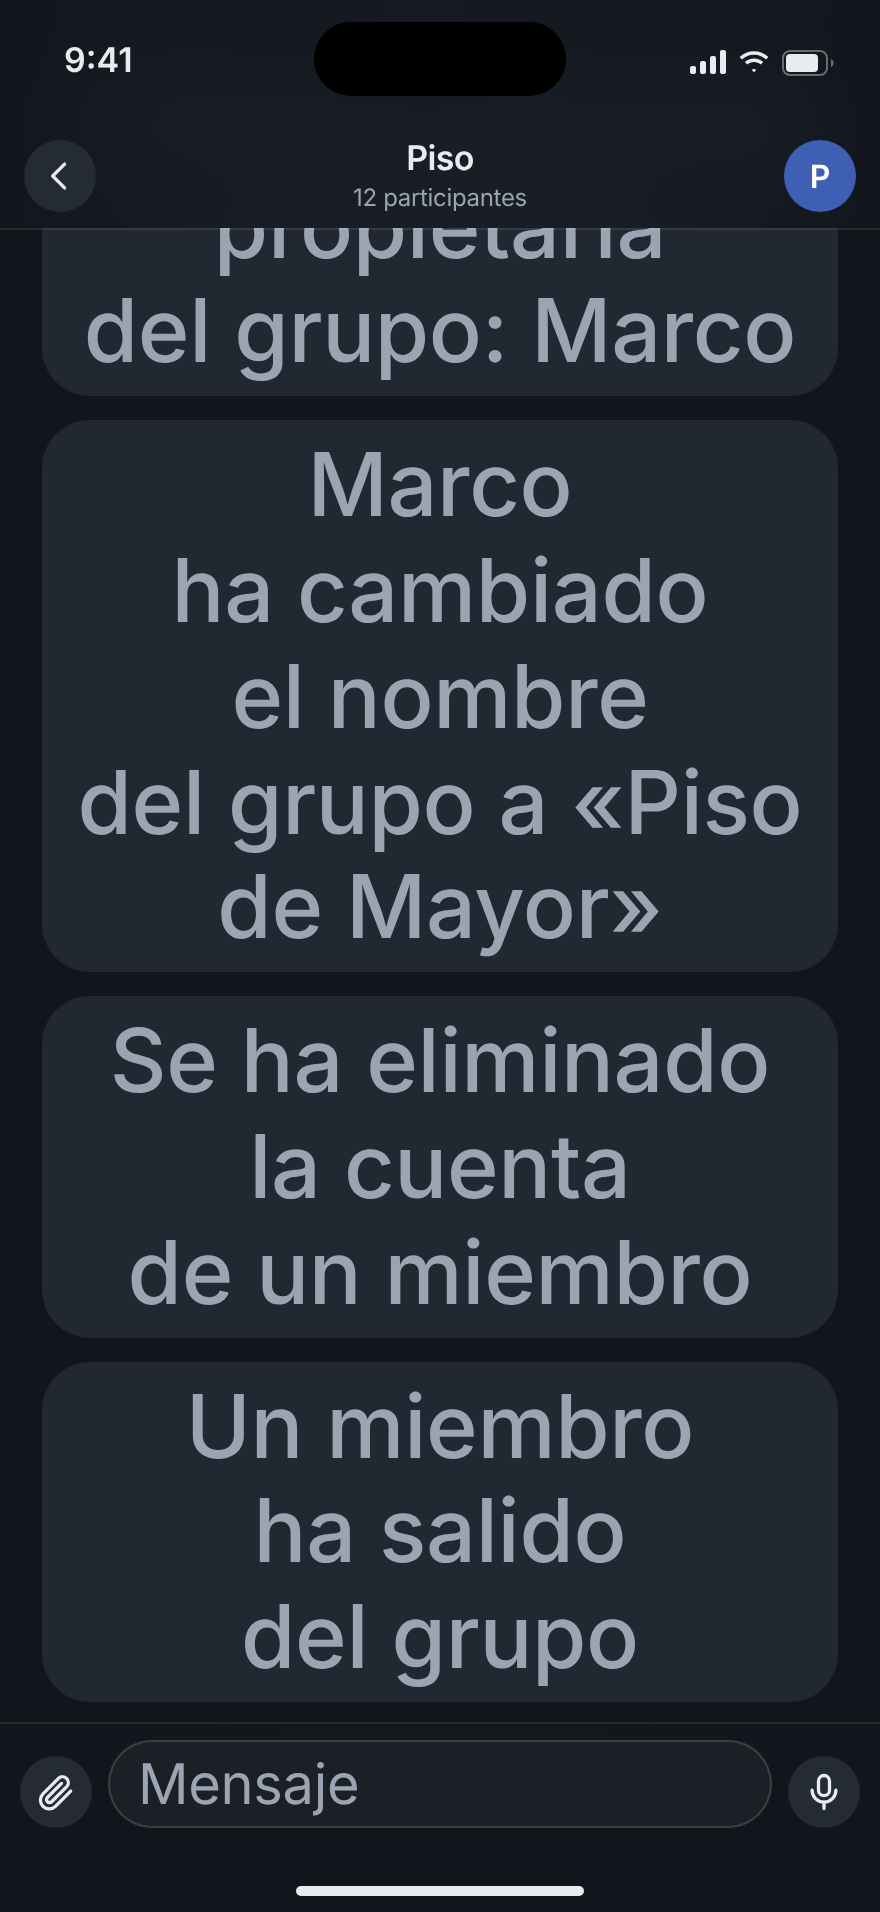 9:41
Piso
12 participantes
P
propietaria
del grupo: Marco
Marco
ha cambiado
el nombre
del grupo a «Piso
de Mayor»
Se ha eliminado
la cuenta
de un miembro
Un miembro
ha salido
del grupo
Mensaje